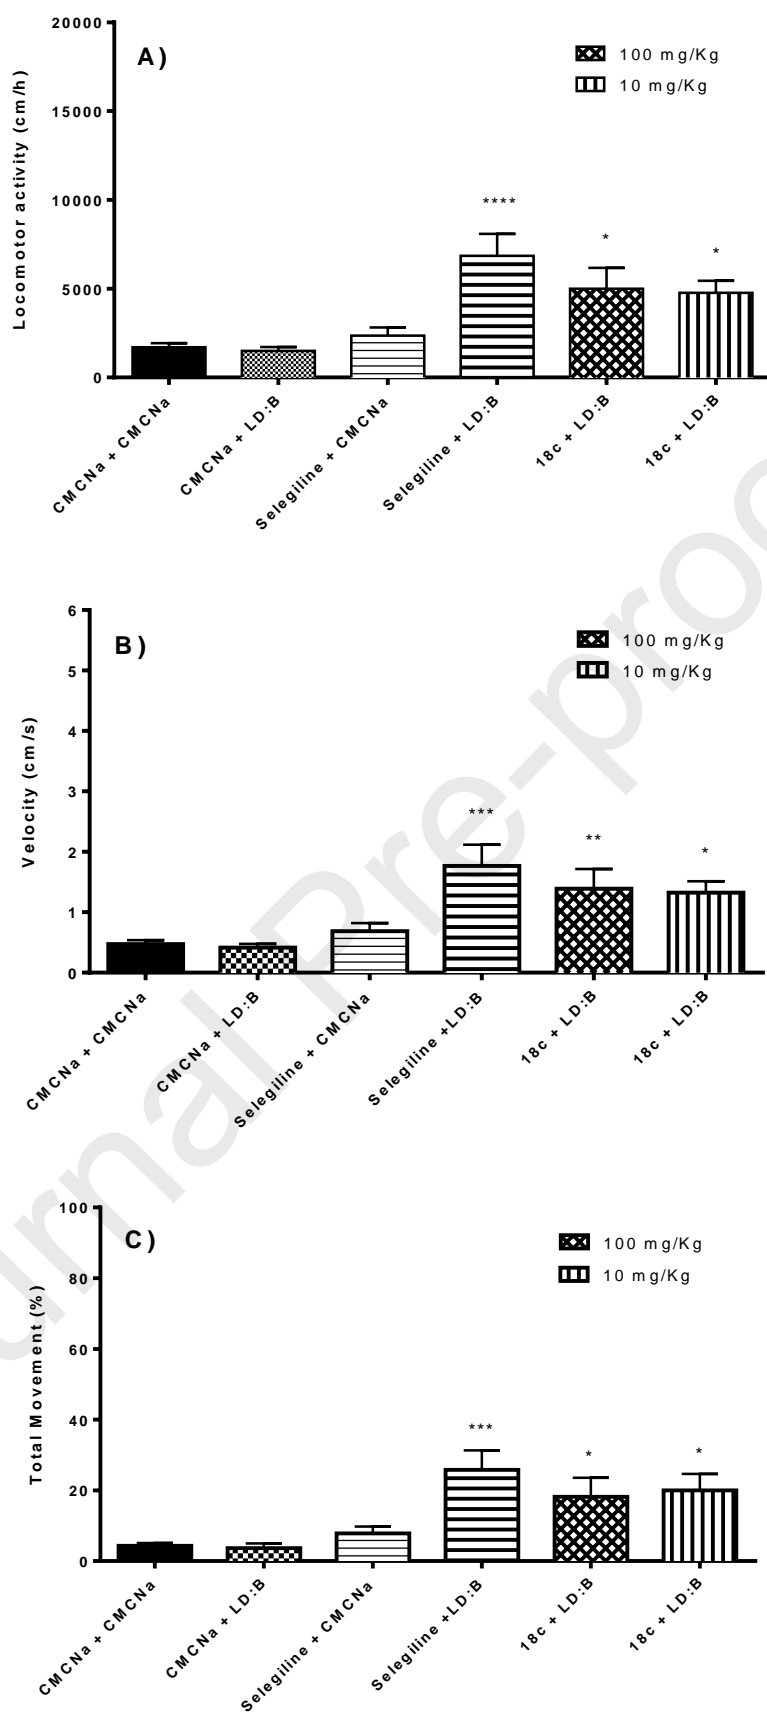 A)
100 mg/Kg
10 mg/Kg
Locomotor activity (cm/h)
20000
15000
10000
5000
0
****
*
*
CMCNa + CMCNa
CMCNa + LD:B
Selegiline + CMCNa
Selegiline + LD:B
18c + LD:B
18c + LD:B
B)
100 mg/Kg
10 mg/Kg
Velocity (cm/s)
6
5
4
3
2
1
0
***
**
*
CMCNa + CMCNa
CMCNa + LD:B
Selegiline + CMCNa
Selegiline +LD:B
18c + LD:B
18c + LD:B
C)
100 mg/Kg
10 mg/Kg
Total Movement (%)
100
80
60
40
20
0
***
*
*
CMCNa + CMCNa
CMCNa + LD:B
Selegiline + CMCNa
Selegiline +LD:B
18c + LD:B
18c + LD:B
urnal Pre-proo